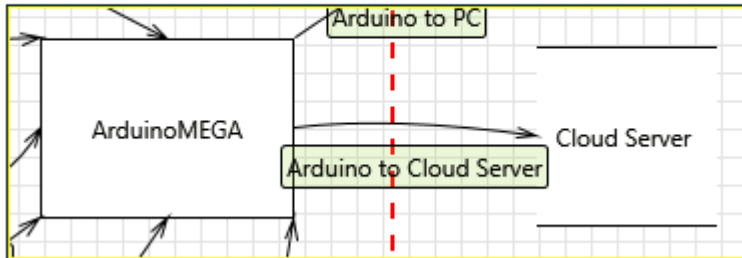 Arduino to PC
ArduinoMEGA
Cloud Server
Arduino to Cloud Server